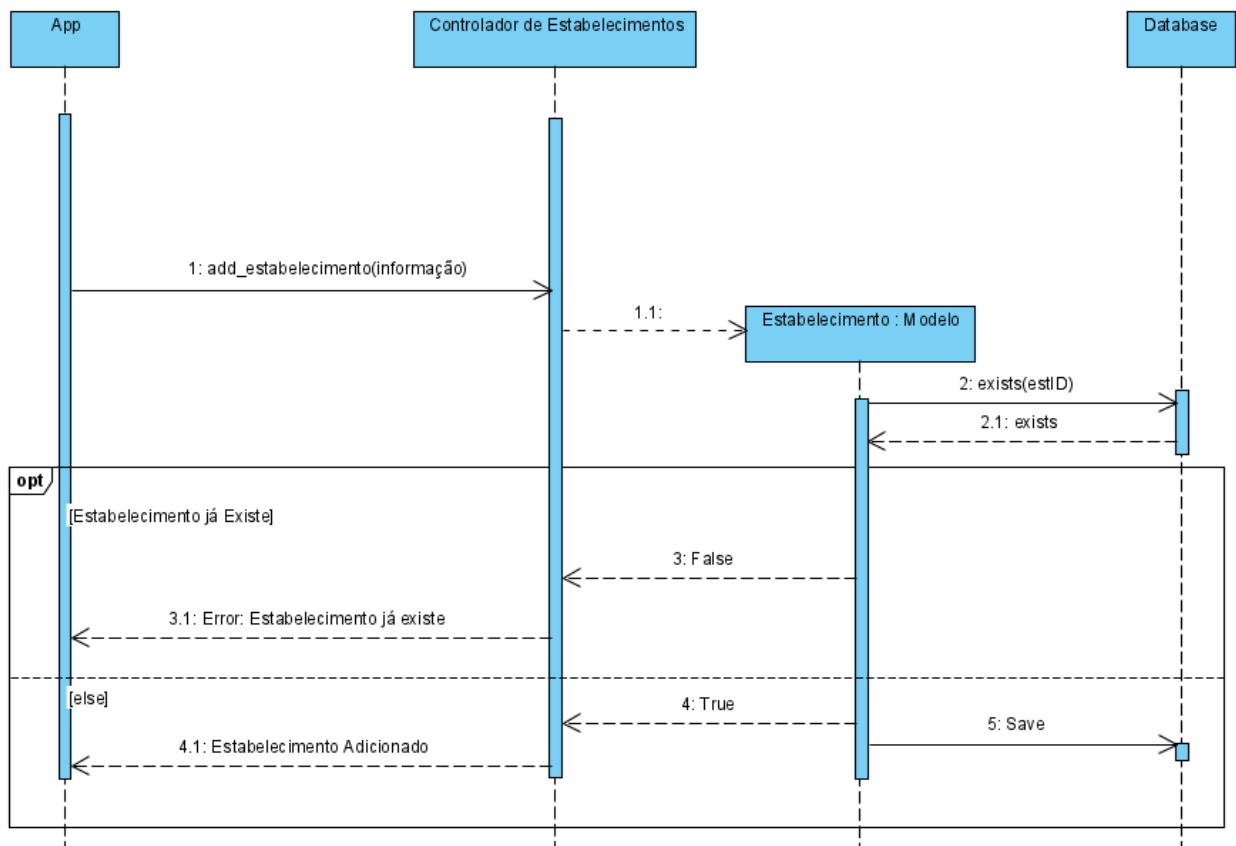 App
Controlador de Estabelecimentos
Database
1: add_estabelecimento(informação)
1.1:
Estabelecimento : Modelo
2: exists(estID)
2.1: exists
opt
[Estabelecimento já Existe]
3: False
3.1: Error: Estabelecimento já existe
[else]
4: True
5: Save
4.1: Estabelecimento Adicionado